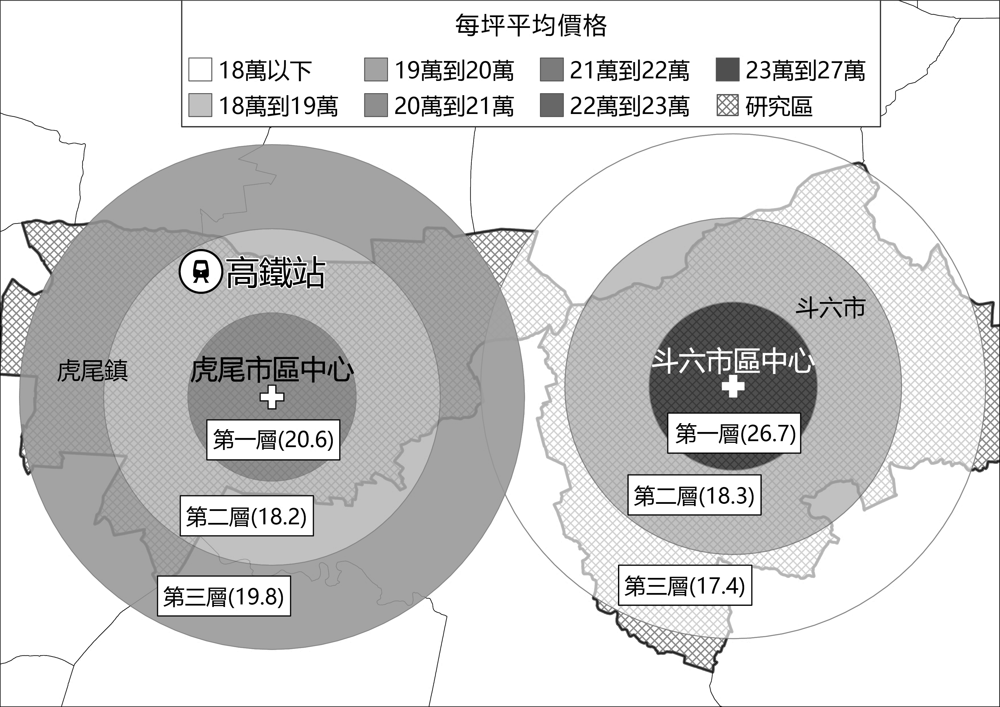 每坪平均價格
18萬以下
19萬到20萬
21萬到22萬
23萬到27萬
18萬到19萬
20萬到21萬
22萬到23萬
研究區
高鐵站
斗六市
虎尾鎮
虎尾市區中心
斗六市區中心
第一層(20.6)
第一層(26.7)
第二層(18.2)
第二層(18.3)
第三層(19.8)
第三層(17.4)